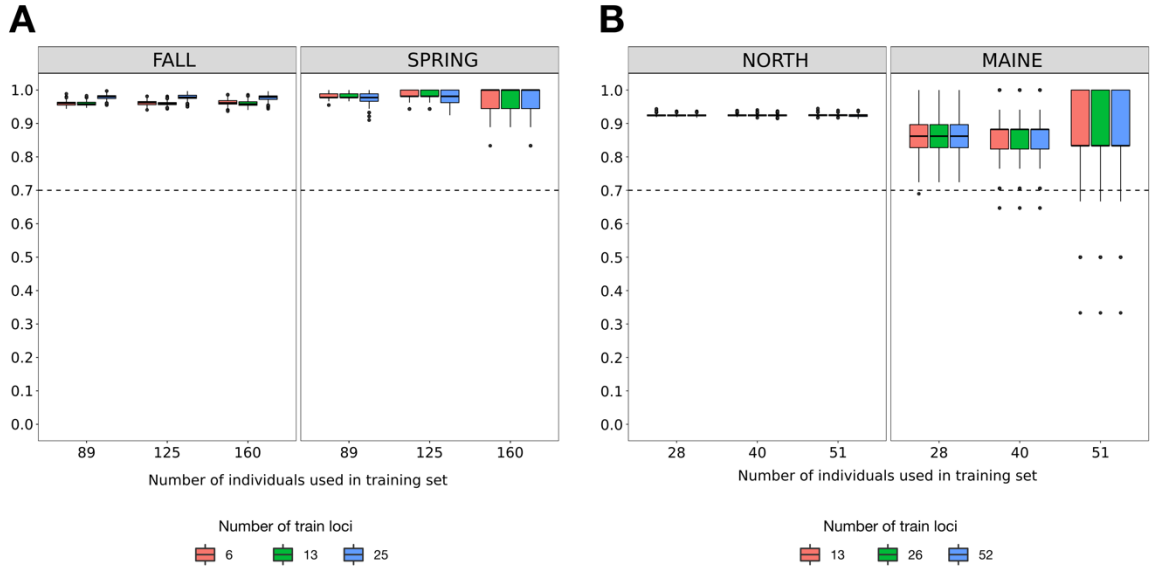 A
B
FALL SPRING
NORTH MAINE
1.0
0.9
0.8
0.7
0.6
0.5
0.4
0.3
0.2
0.1
0.0
1.0
0.9
0.8
0.7
0.6
0.5
0.4
0.3
0.2
0.1
0.0
89 125 160 89 125 160
28 40 51 28 40 51
Number of individuals used in training set
Number of individuals used in training set
Number of train loci
6 13 25
Number of train loci
13 26 52